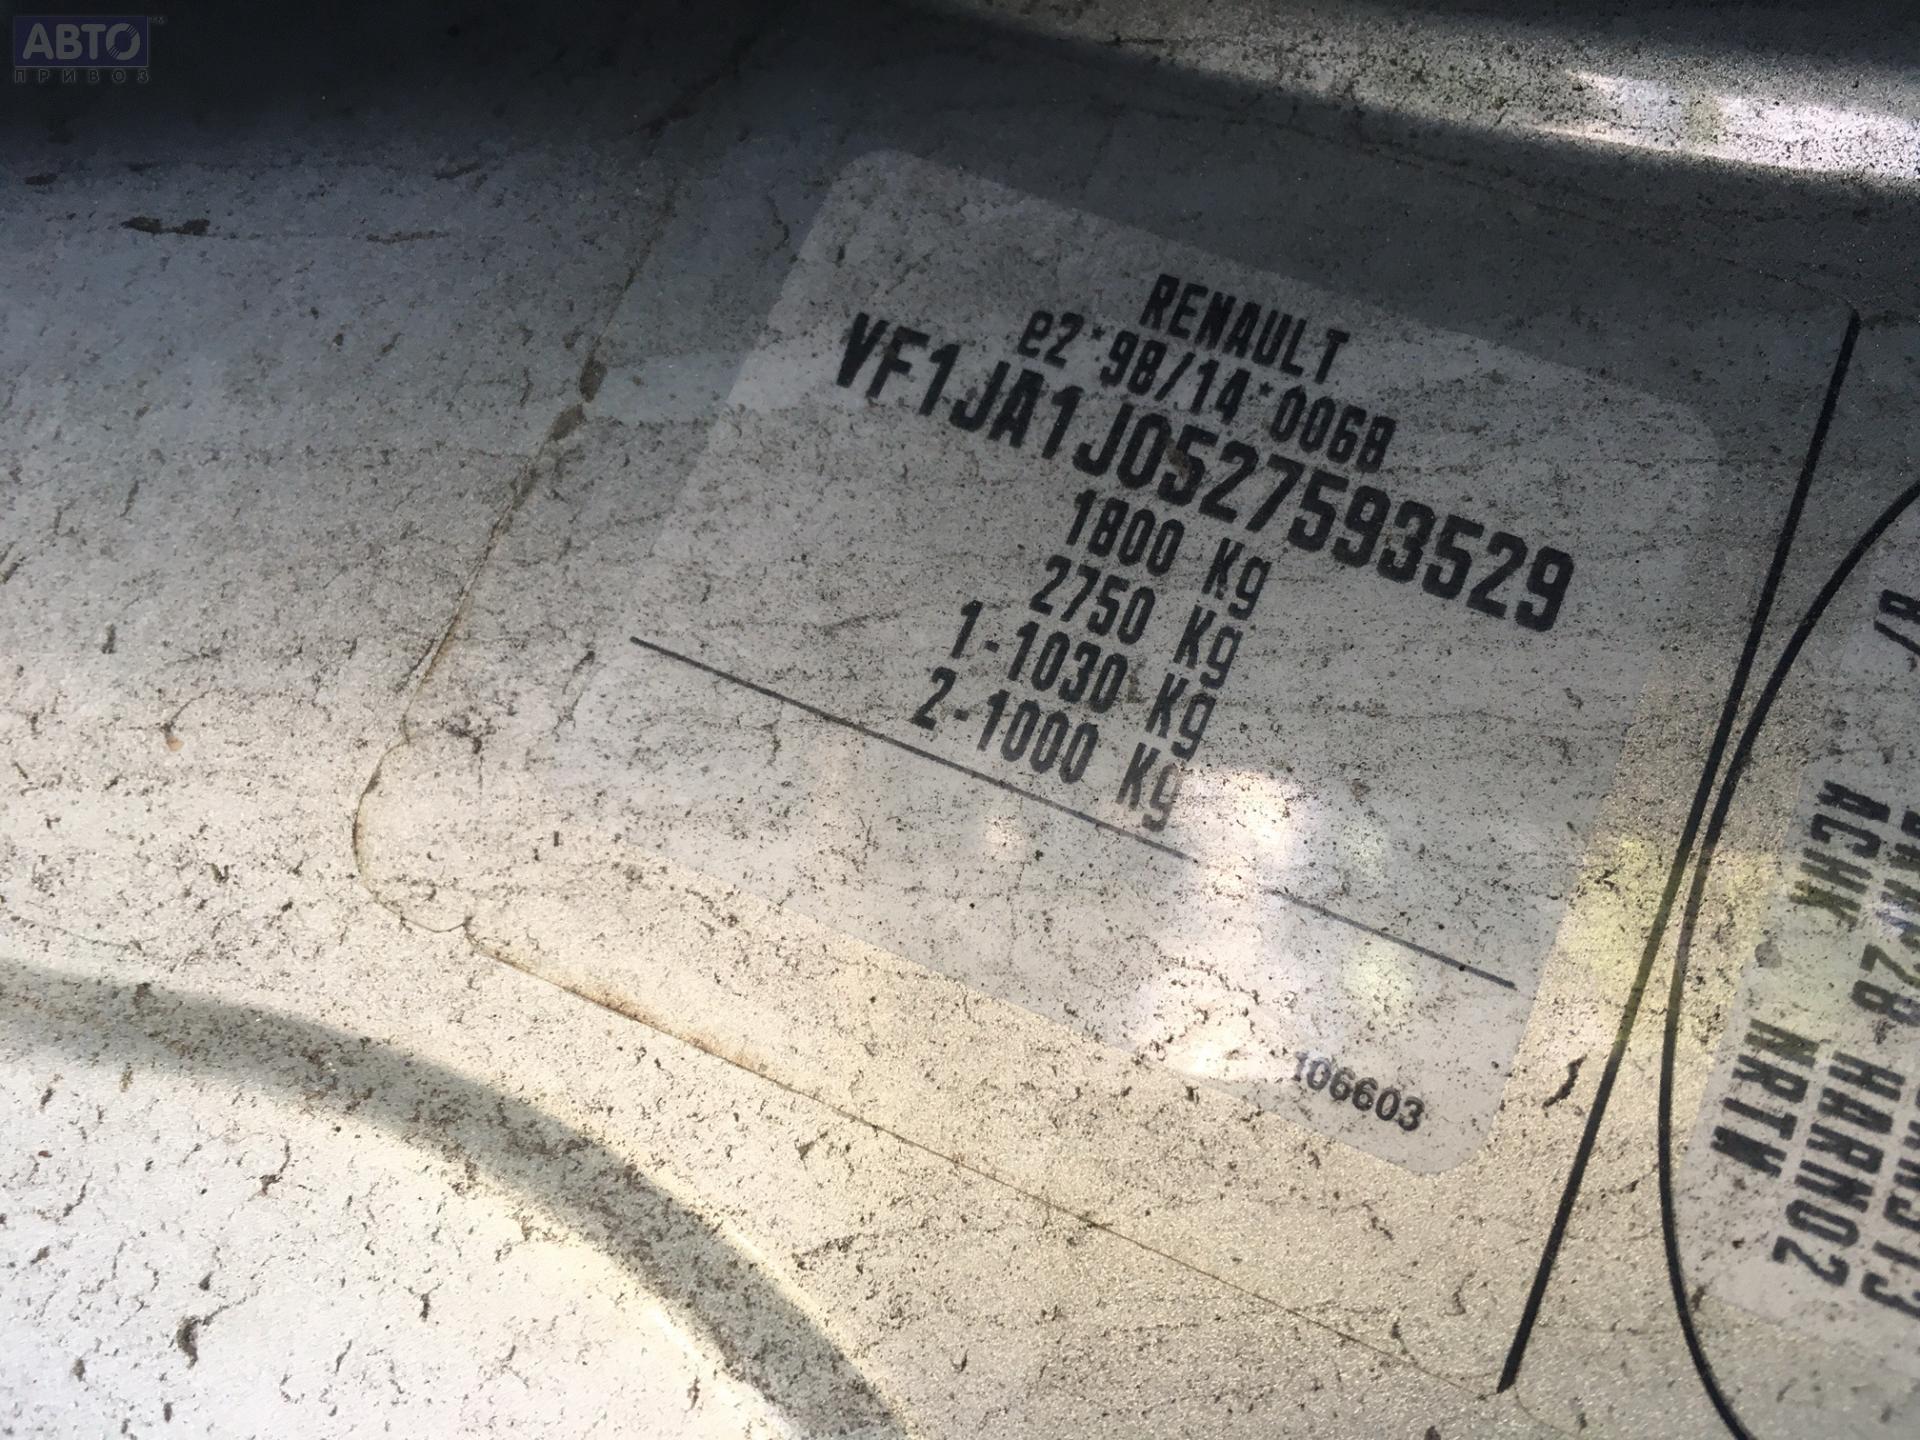 АВТО
ПРИВОЗ
RENAULT
e2*98/14*0068
VF1JA1J0527593529
1800 Kg
2750 Kg
1-1030 Kg
2-1000 Kg
106603
HARN02
ACHK NRTW